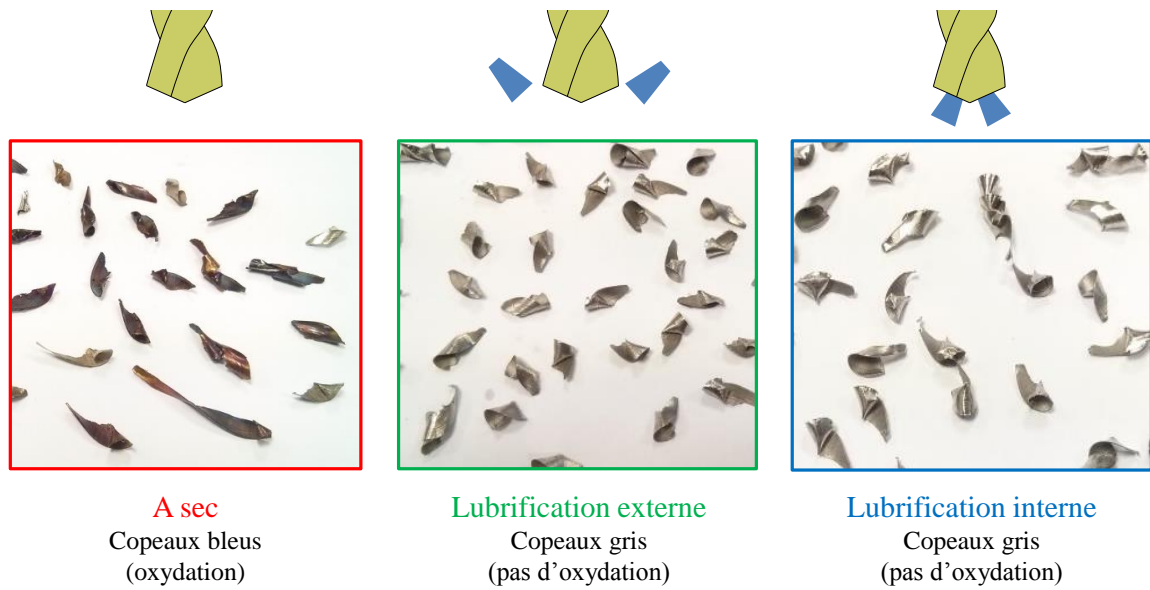 A sec
Copeaux bleus
(oxydation)
Lubrification externe
Copeaux gris
(pas d’oxydation)
Lubrification interne
Copeaux gris
(pas d’oxydation)